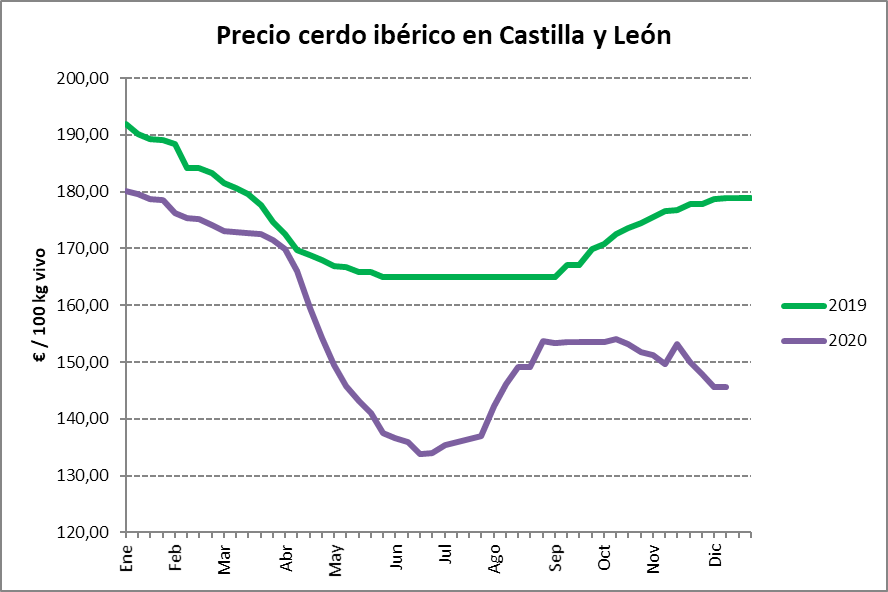 Precio cerdo ibérico en Castilla y León
€ / 100 kg vivo
200,00
190,00
180,00
170,00
160,00
150,00
140,00
130,00
120,00
Ene
Feb
Mar
Abr
May
Jun
Jul
Ago
Sep
Oct
Nov
Dic
2019
2020